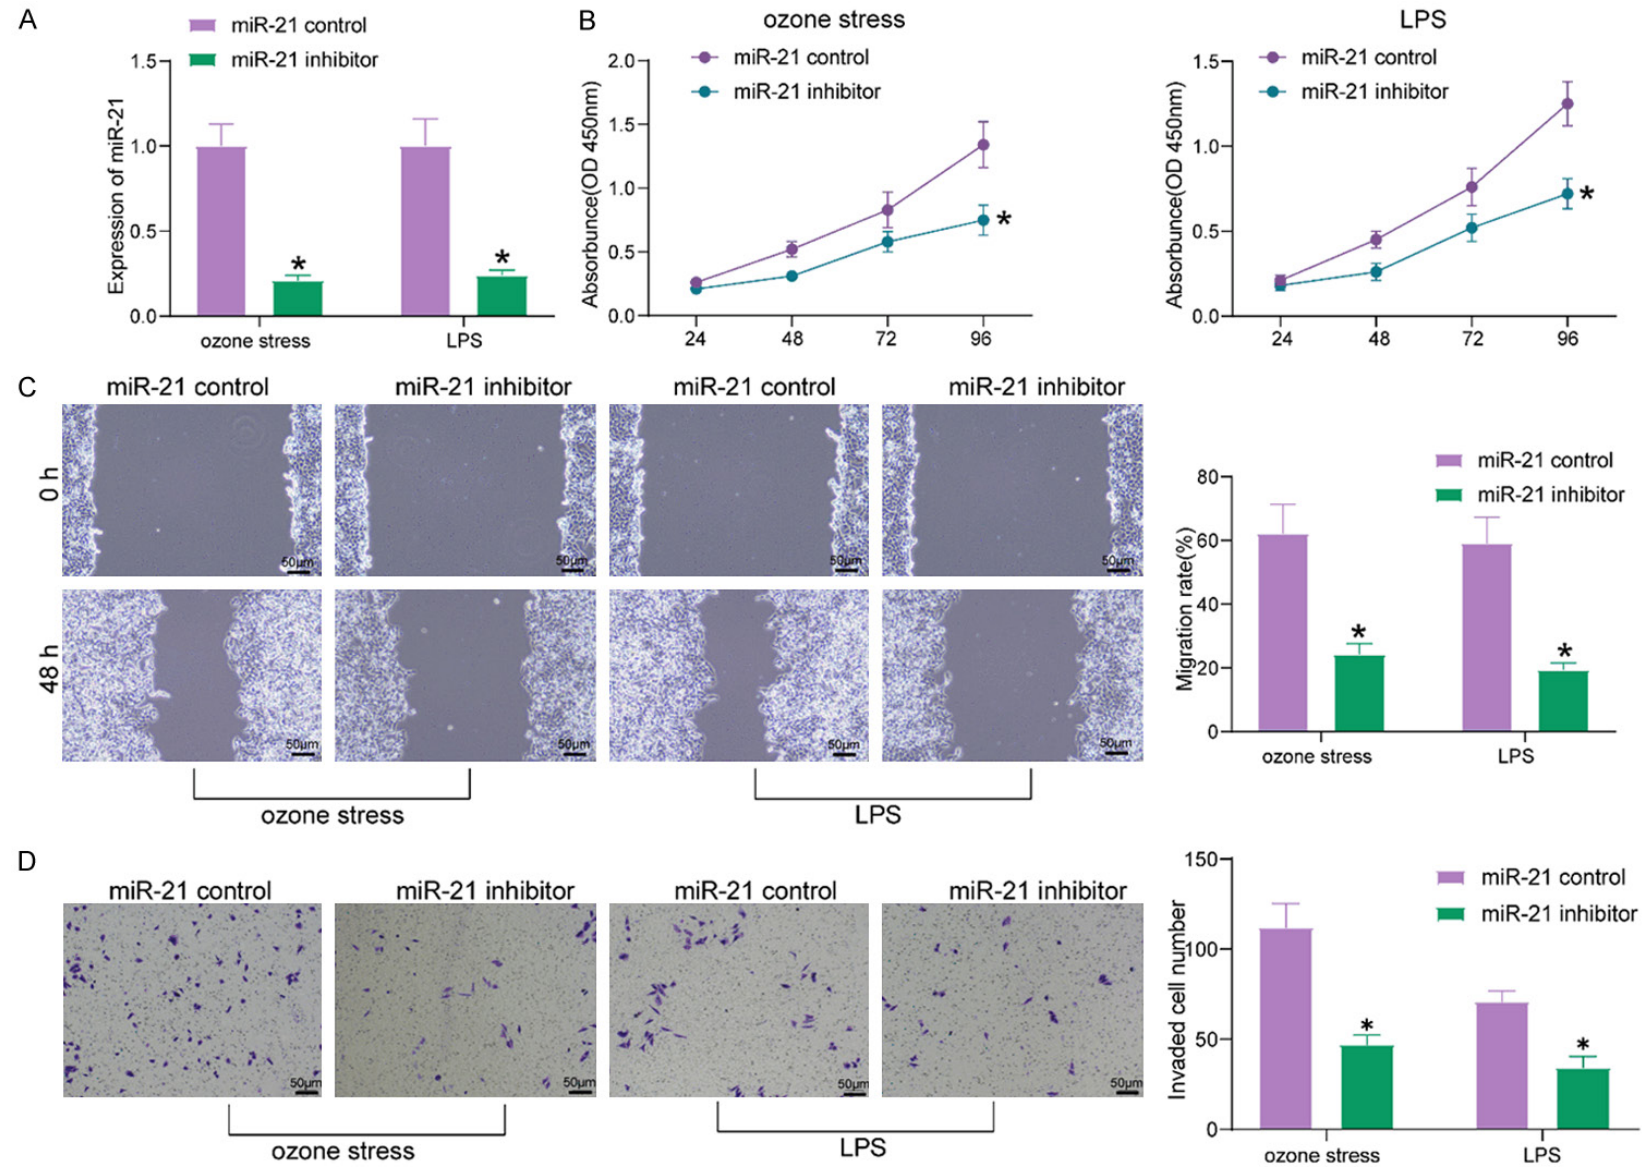 A
miR-21 control
miR-21 inhibitor
Expression of miR-21
1.5
1.0
0.5
0.0
ozone stress
LPS
B
ozone stress
miR-21 control
miR-21 inhibitor
Absorbunce(OD 450nm)
2.0
1.5
1.0
0.5
0.0
*
24 48 72 96
LPS
miR-21 control
miR-21 inhibitor
Absorbunce(OD 450nm)
1.5
1.0
0.5
0.0
*
24 48 72 96
C
miR-21 control miR-21 inhibitor miR-21 control miR-21 inhibitor
0 h
50μm 50μm 50μm 50μm
48 h
50μm 50μm 50μm 50μm
ozone stress
LPS
miR-21 control
miR-21 inhibitor
Migration rate(%)
80
60
40
20
0
* *
ozone stress
LPS
D
miR-21 control miR-21 inhibitor miR-21 control miR-21 inhibitor
50μm 50μm 50μm 50μm
ozone stress
LPS
miR-21 control
miR-21 inhibitor
Invaded cell number
150
100
50
0
* *
ozone stress
LPS